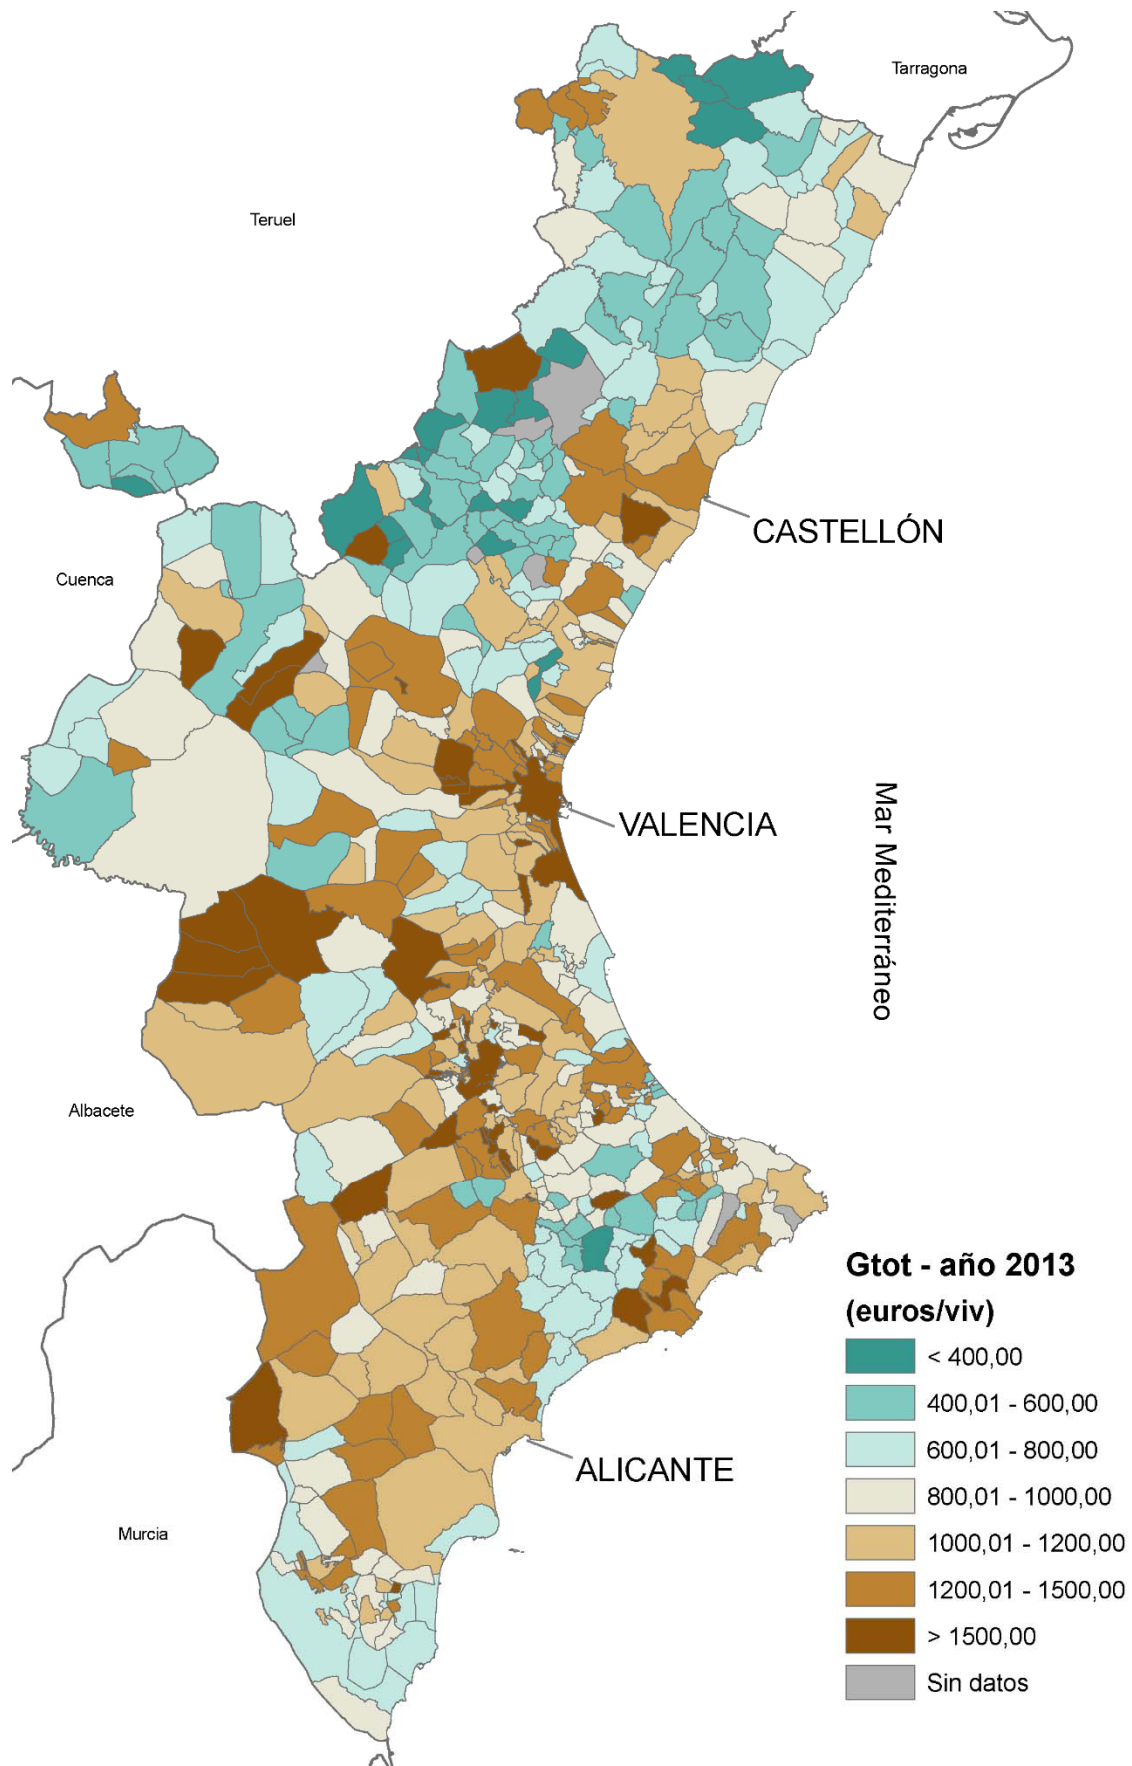 Tarragona
Teruel
CASTELLÓN
Cuenca
VALENCIA
Mar Mediterráneo
Albacete
ALICANTE
Murcia
Gtot - año 2013
(euros/viv)
< 400,00
400,01 - 600,00
600,01 - 800,00
800,01 - 1000,00
1000,01 - 1200,00
1200,01 - 1500,00
> 1500,00
Sin datos